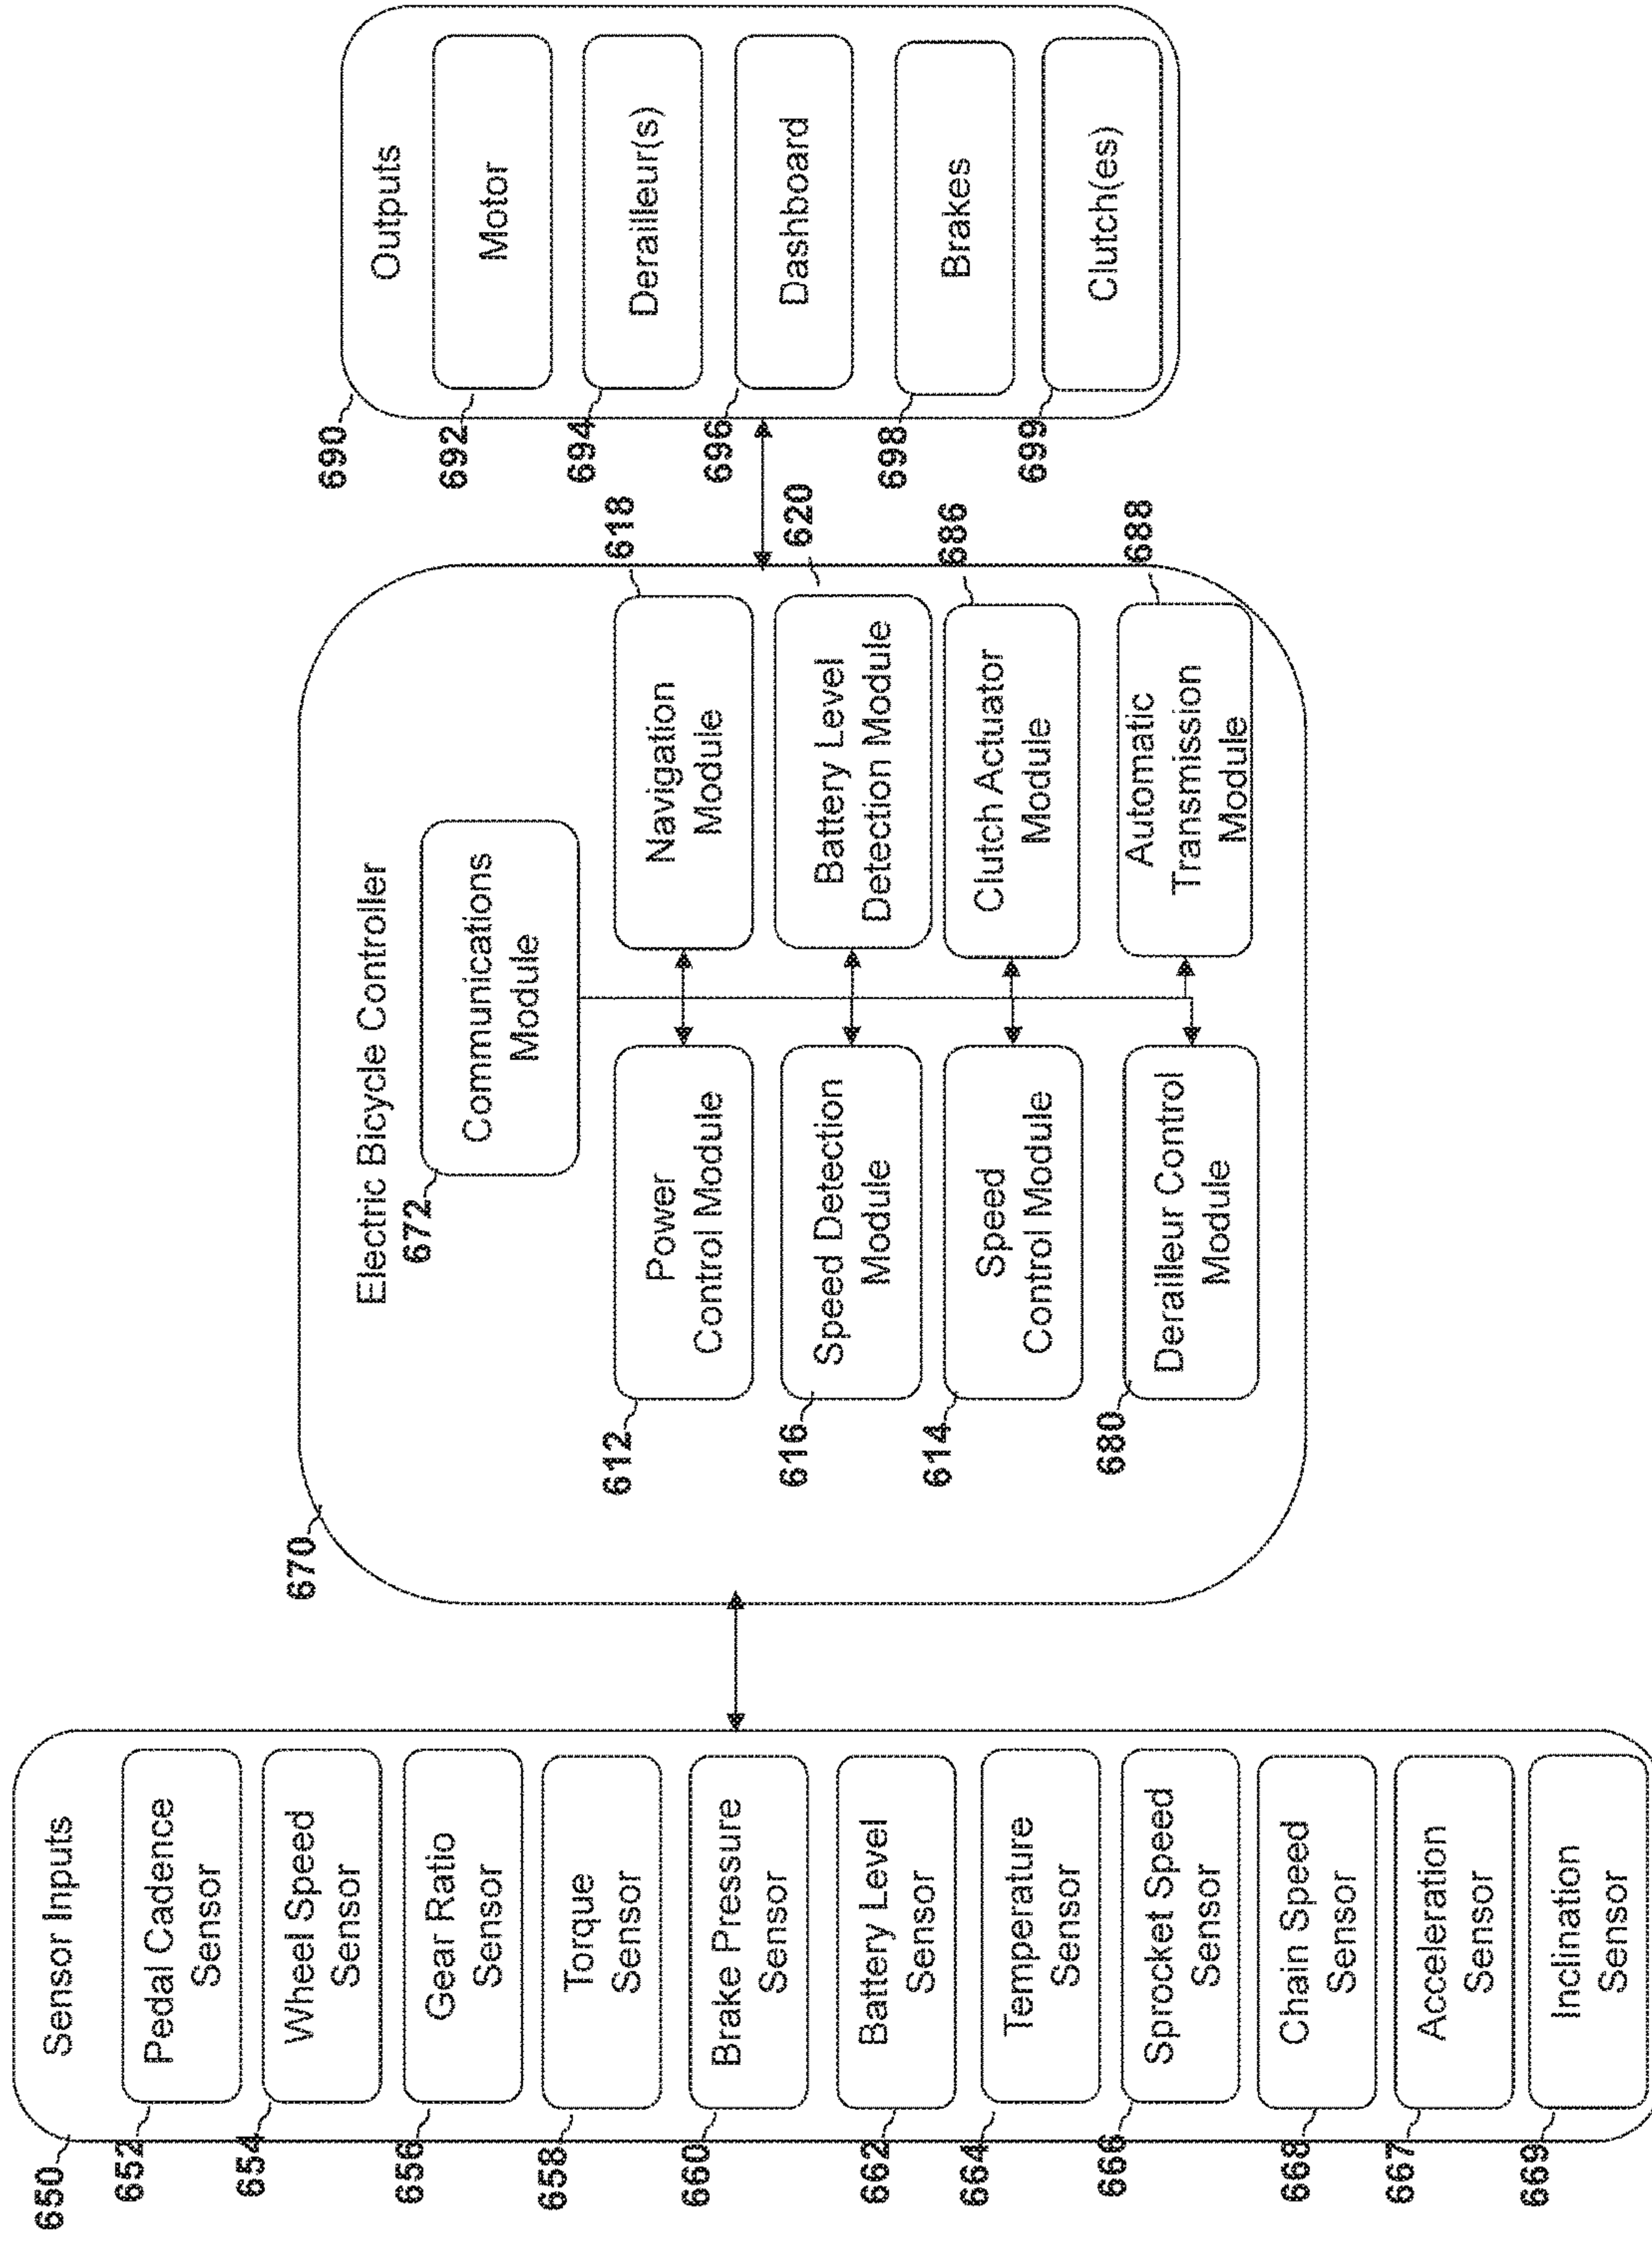 650
Sensor Inputs
652
Pedal Cadence
Sensor
654
Wheel Speed
Sensor
656
Gear Ratio
Sensor
658
Torque
Sensor
660
Brake Pressure
Sensor
662
Battery Level
Sensor
664
Temperature
Sensor
666
Sprocket Speed
Sensor
668
Chain Speed
Sensor
667
Acceleration
Sensor
669
Inclination
Sensor
670
Electric Bicycle Controller
672
Communications
Module
612
Power
Control Module
618
Navigation
Module
616
Speed Detection
Module
620
Battery Level
Detection Module
614
Speed
Control Module
686
Clutch Actuator
Module
680
Derailleur Control
Module
688
Automatic
Transmission
Module
690
Outputs
692
Motor
694
Derailleur(s)
696
Dashboard
698
Brakes
699
Clutch(es)